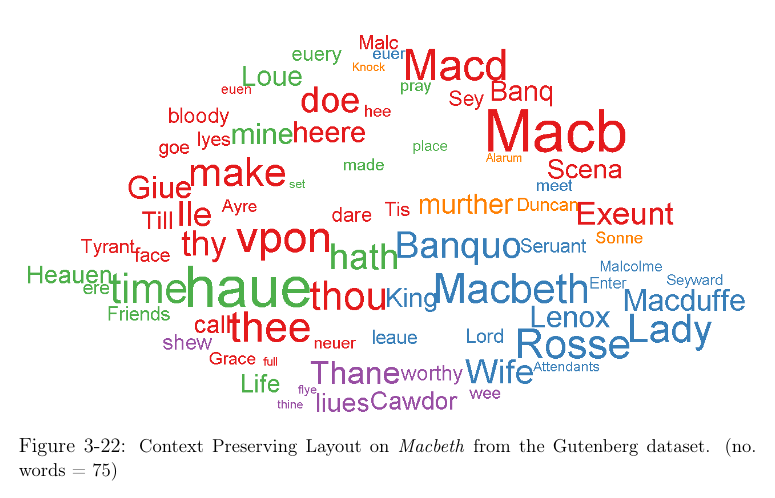 Malc
euery euer
Knock Macd
Loue pray
euen doe Sey Banq
bloody hee
Iyes mine heere Macb
goe place
made Alarum
make Scena
Giue set meet
Till Ile Ayre dare Tis murther Duncan Exeunt
Tyrant face thy vpon hath Banquo Seruant Sonne
Heauen Malcolme
ere time haue thou King Macbeth Enter Seyward
Friends Macduffe
call thee Lenox
shew neuer leaue Lord Rosse Lady
Grace full
Life Thane worthy Wife Attendants
flye wee
thine liues Cawdor
Figure 3-22: Context Preserving Layout on Macbeth from the Gutenberg dataset. (no.
words = 75)